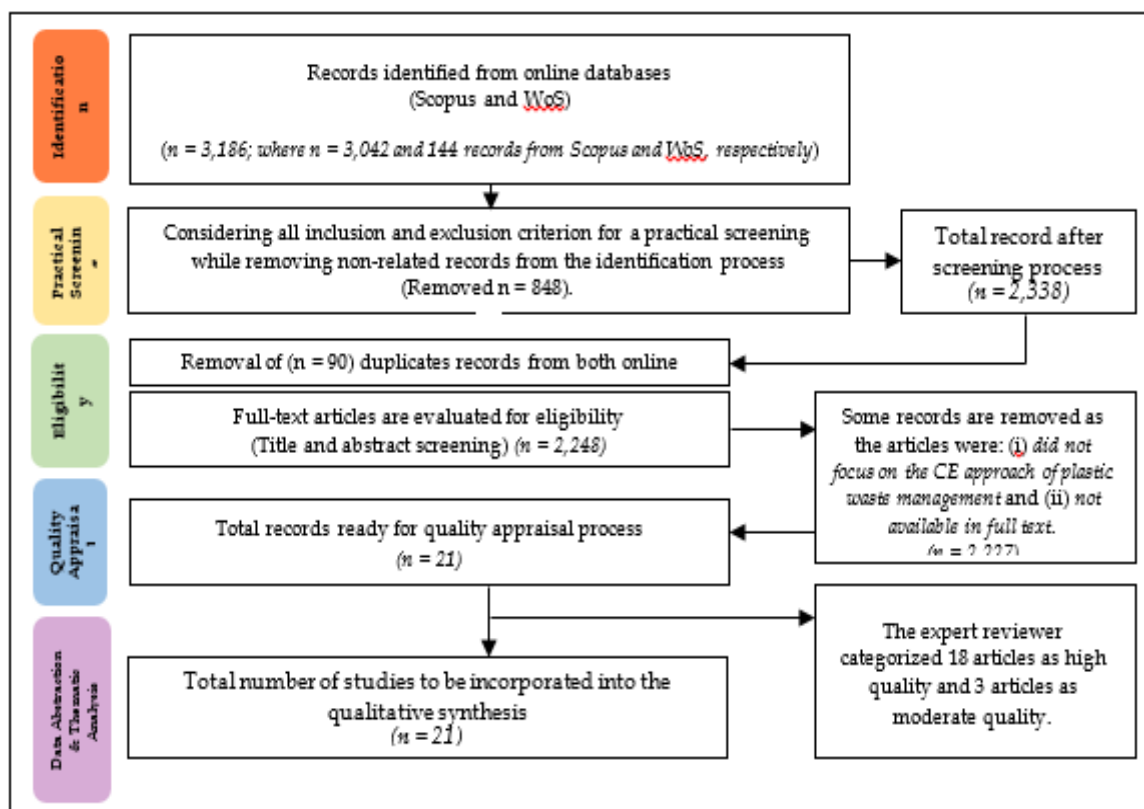 Identificatio
n
Records identified from online databases
(Scopus and WoS)
(n = 3,186; where n = 3,042 and 144 records from Scopus and WoS, respectively)
Practical
Screenin
Considering all inclusion and exclusion criterion for a practical screening
while removing non-related records from the identification process
(Removed n = 848).
Total record after
screening process
(n = 2,338)
Eligibilit
y
Removal of (n = 90) duplicates records from both online
Full-text articles are evaluated for eligibility
(Title and abstract screening) (n = 2,248)
Some records are removed as
the articles were: (i) did not
focus on the CE approach of plastic
waste management and (ii) not
available in full text.
(n = 2,227)
Quality
Appraisa
l
Total records ready for quality appraisal process
(n = 21)
Data Abstraction
& Thematic
Analysis
Total number of studies to be incorporated into the
qualitative synthesis
(n = 21)
The expert reviewer
categorized 18 articles as high
quality and 3 articles as
moderate quality.